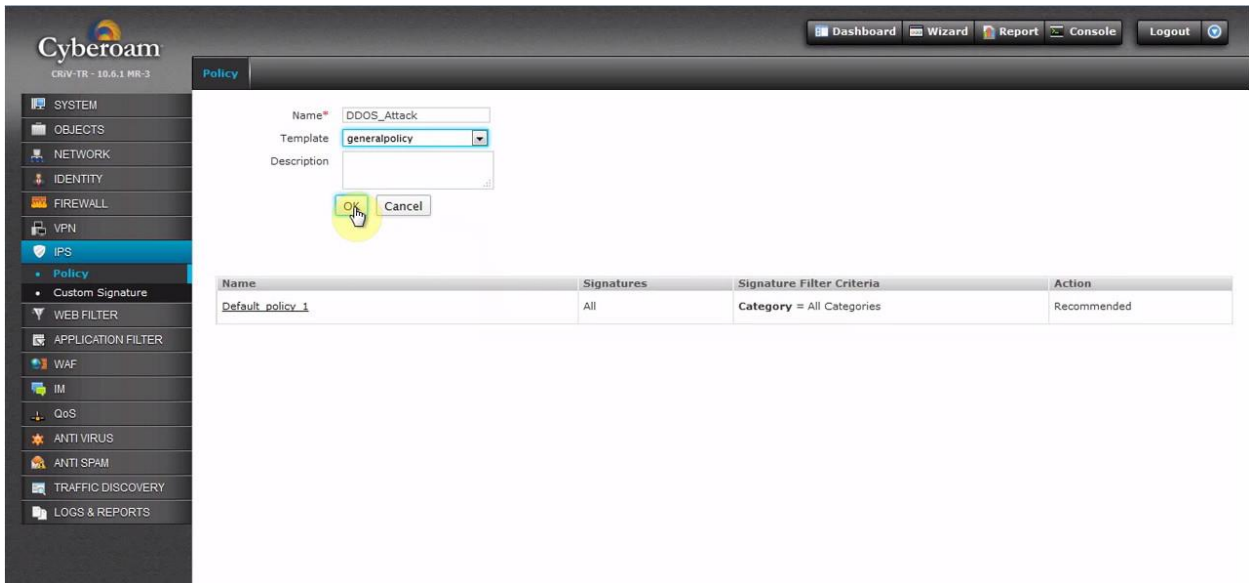 Cyberoam
CRiV-TR - 10.6.1 MR-3
Dashboard Wizard Report Console Logout
Policy
SYSTEM
OBJECTS
NETWORK
IDENTITY
FIREWALL
VPN
IPS
Policy
Custom Signature
WEB FILTER
APPLICATION FILTER
WAF
IM
QoS
ANTI VIRUS
ANTI SPAM
TRAFFIC DISCOVERY
LOGS & REPORTS
Name* DDOS_Attack
Template generalpolicy
Description
OK Cancel
Name Signatures Signature Filter Criteria Action
Default_policy_1 All Category = All Categories Recommended